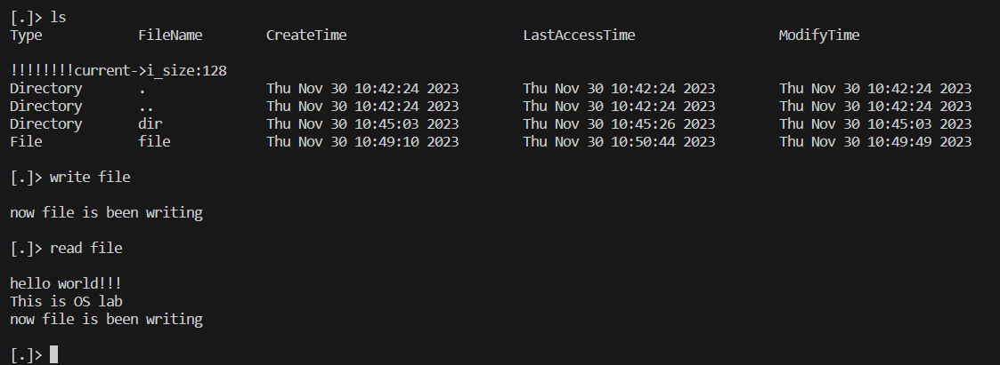 [.]> ls
Type FileName CreateTime LastAccessTime ModifyTime
!!!!!!!!current->i_size:128
Directory . Thu Nov 30 10:42:24 2023 Thu Nov 30 10:42:24 2023 Thu Nov 30 10:42:24 2023
Directory .. Thu Nov 30 10:42:24 2023 Thu Nov 30 10:42:24 2023 Thu Nov 30 10:42:24 2023
Directory dir Thu Nov 30 10:45:03 2023 Thu Nov 30 10:45:26 2023 Thu Nov 30 10:45:03 2023
File file Thu Nov 30 10:49:10 2023 Thu Nov 30 10:50:44 2023 Thu Nov 30 10:49:49 2023
[.]> write file
now file is been writing
[.]> read file
hello world!!!
This is OS lab
now file is been writing
[.]>